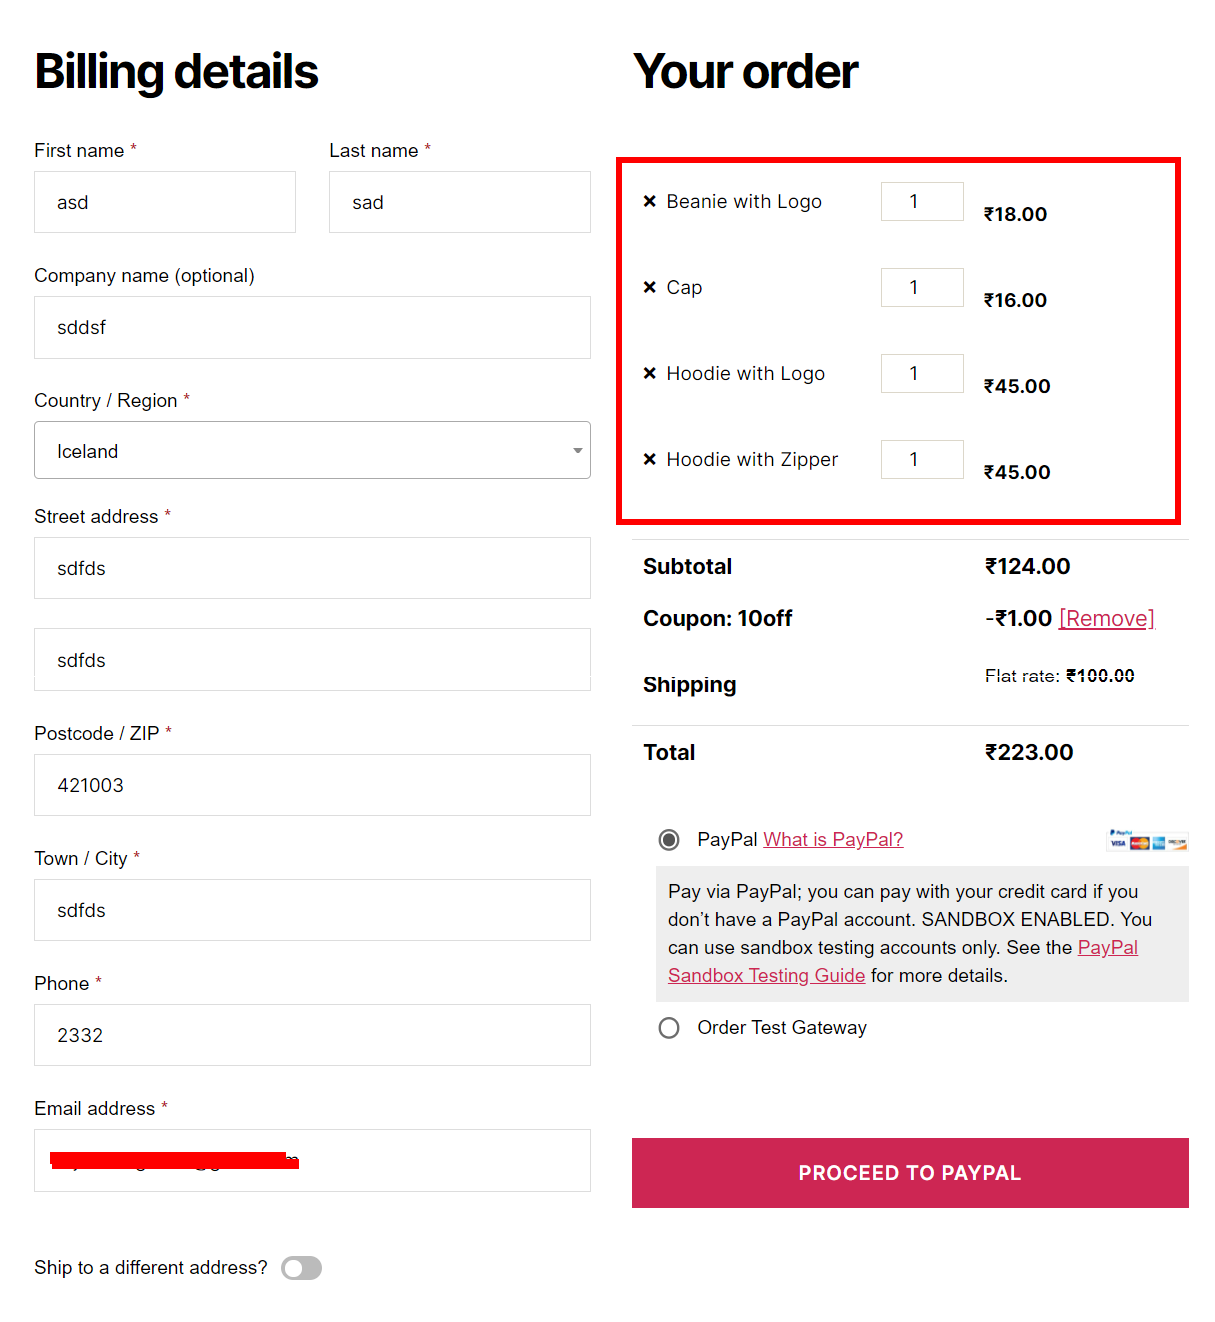 Billing details
First name *
Last name *
asd
sad
Company name (optional)
sddsf
Country / Region *
Iceland
Street address *
sdfds
sdfds
Postcode / ZIP *
421003
Town / City *
sdfds
Phone *
2332
Email address *
Ship to a different address?
Your order
× Beanie with Logo 1 ₹18.00
× Cap 1 ₹16.00
× Hoodie with Logo 1 ₹45.00
× Hoodie with Zipper 1 ₹45.00
Subtotal ₹124.00
Coupon: 10off -₹1.00 [Remove]
Shipping Flat rate: ₹100.00
Total ₹223.00
PayPal What is PayPal?
PayPal
VISA
Pay via PayPal; you can pay with your credit card if you
don’t have a PayPal account. SANDBOX ENABLED. You
can use sandbox testing accounts only. See the PayPal
Sandbox Testing Guide for more details.
Order Test Gateway
PROCEED TO PAYPAL